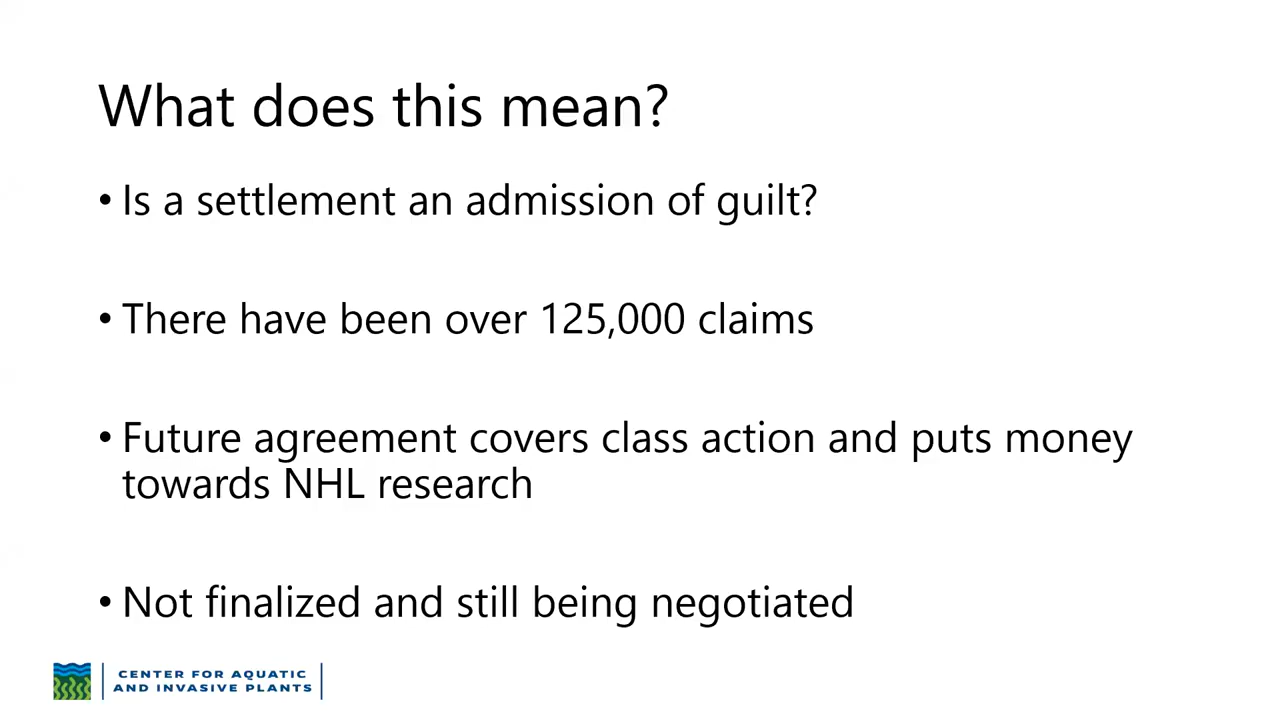 What does this mean?
• Is a settlement an admission of guilt?
• There have been over 125,000 claims
• Future agreement covers class action and puts money
towards NHL research
• Not finalized and still being negotiated
CENTER FOR AQUATIC
AND INVASIVE PLANTS